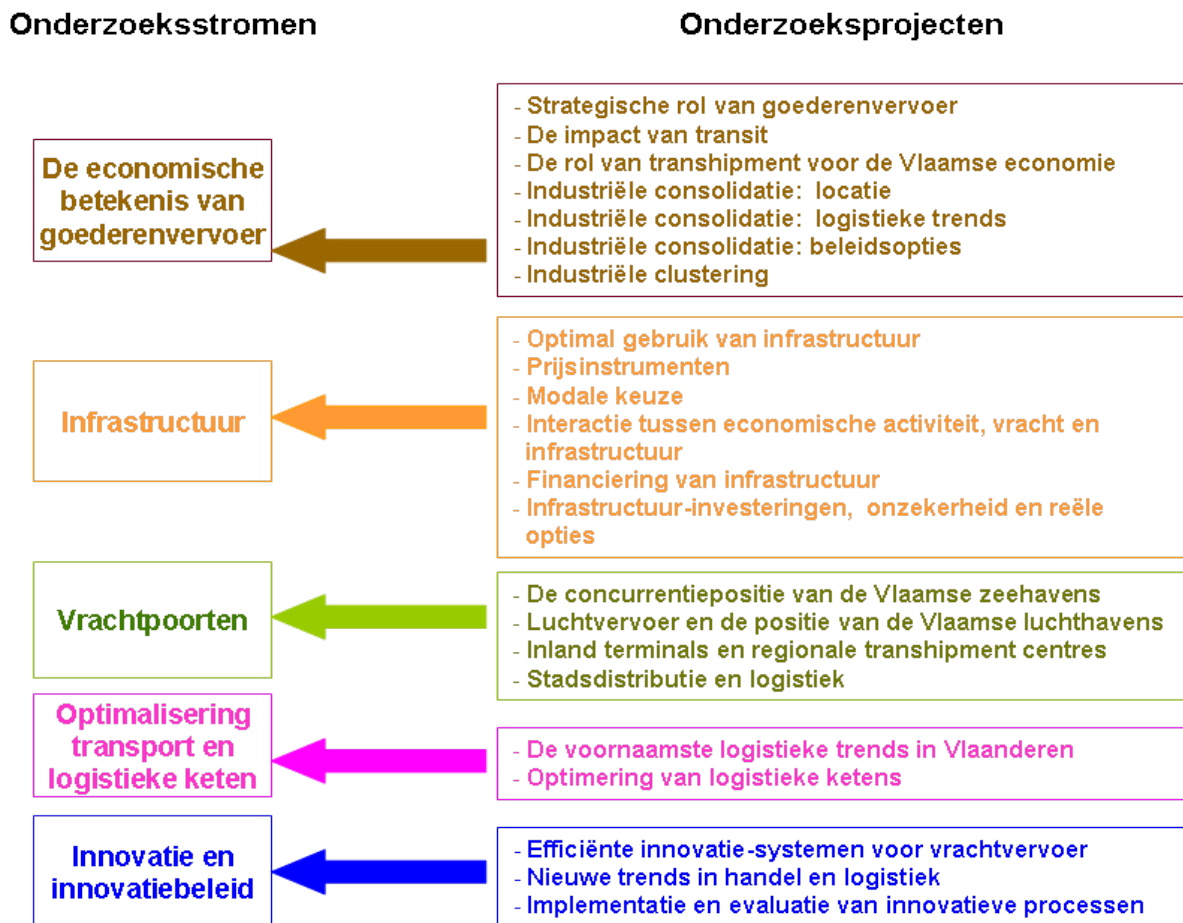 Onderzoeksstromen
Onderzoeksprojecten
De economische
betekenis van
goederenvervoer
- Strategische rol van goederenvervoer
- De impact van transit
- De rol van transhipment voor de Vlaamse economie
- Industriële consolidatie: locatie
- Industriële consolidatie: logistieke trends
- Industriële consolidatie: beleidsopties
- Industriële clustering
Infrastructuur
- Optimal gebruik van infrastructuur
- Prijsinstrumenten
- Modale keuze
- Interactie tussen economische activiteit, vracht en
infrastructuur
- Financiering van infrastructuur
- Infrastructuur-investeringen, onzekerheid en reële
opties
Vrachtpoorten
- De concurrentiepositie van de Vlaamse zeehavens
- Luchtvervoer en de positie van de Vlaamse luchthavens
- Inland terminals en regionale transhipment centres
- Stadsdistributie en logistiek
Optimalisering
transport en
logistieke keten
- De voornaamste logistieke trends in Vlaanderen
- Optimering van logistieke ketens
Innovatie en
innovatiebeleid
- Efficiënte innovatie-systemen voor vrachtvervoer
- Nieuwe trends in handel en logistiek
- Implementatie en evaluatie van innovatieve processen